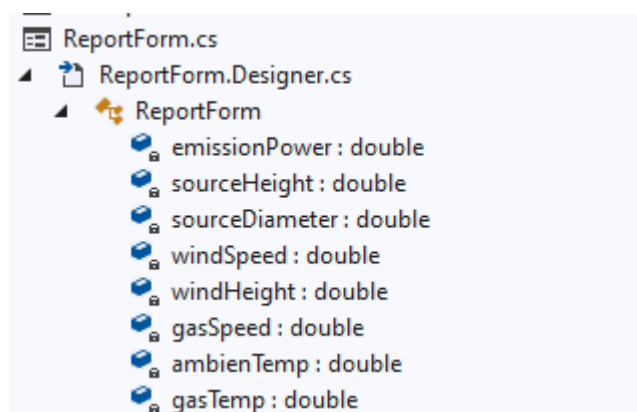 ReportForm.cs
ReportForm.Designer.cs
ReportForm
emissionPower : double
sourceHeight : double
sourceDiameter : double
windSpeed : double
windHeight : double
gasSpeed : double
ambienTemp : double
gasTemp : double